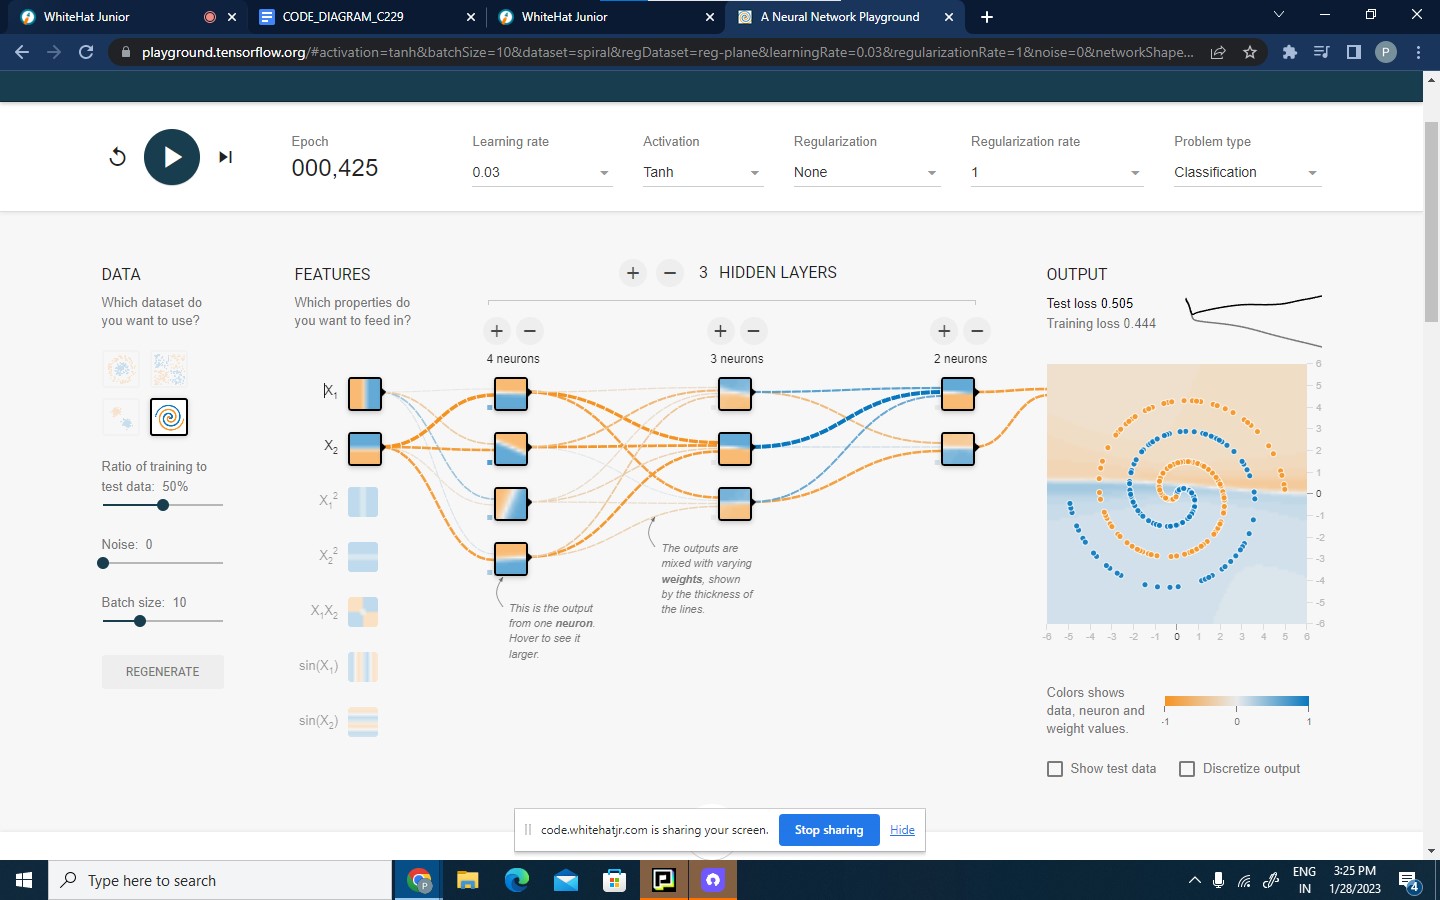 WhiteHat Junior
CODE_DIAGRAM_C229
WhiteHat Junior
A Neural Network Playground
playground.tensorflow.org/#activation=tanh&batchSize=10&dataset=spiral&regDataset=reg-plane&learningRate=0.03&regularizationRate=1&noise=0&networkShape...
P
Epoch
000,425
Learning rate
0.03
Activation
Tanh
Regularization
None
Regularization rate
1
Problem type
Classification
DATA
Which dataset do
you want to use?
Ratio of training to
test data: 50%
Noise: 0
Batch size: 10
REGENERATE
FEATURES
Which properties do
you want to feed in?
X₁
X₂
X₁²
X₂²
X₁X₂
sin(X₁)
sin(X₂)
+ − 3 HIDDEN LAYERS
+ −
4 neurons
+ −
3 neurons
+ −
2 neurons
This is the output
from one neuron.
Hover to see it
larger.
The outputs are
mixed with varying
weights, shown
by the thickness of
the lines.
OUTPUT
Test loss 0.505
Training loss 0.444
6
5
4
3
2
1
0
-1
-2
-3
-4
-5
-6
-6 -5 -4 -3 -2 -1 0 1 2 3 4 5 6
Colors shows
data, neuron and
weight values.
-1 0 1
Show test data
Discretize output
code.whitehatjr.com is sharing your screen.
Stop sharing
Hide
Type here to search
P
ENG
IN
3:25 PM
1/28/2023
4